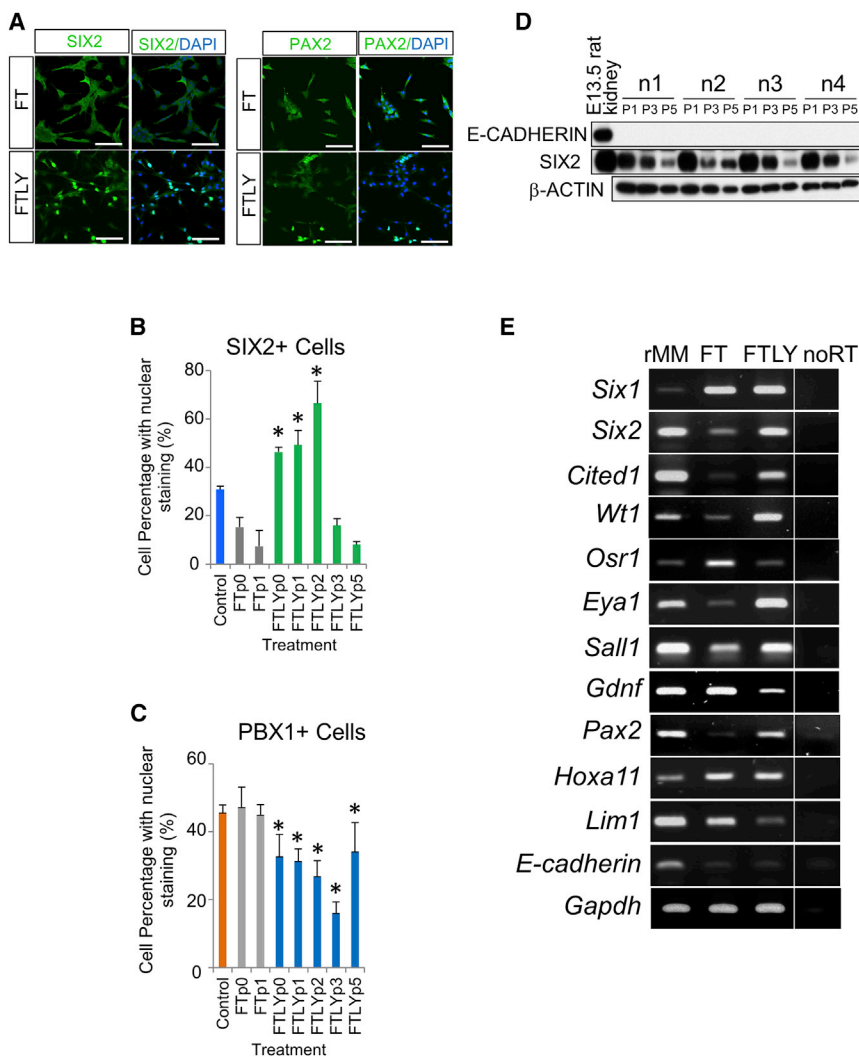 A
SIX2
SIX2/DAPI
PAX2
PAX2/DAPI
FT
FTLY
FT
FTLY
B
SIX2+ Cells
Cell Percentage with nuclear
staining (%)
80
60
40
20
0
*
*
*
Control
FTp0
FTp1
FTLYp0
FTLYp1
FTLYp2
FTLYp3
FTLYp5
Treatment
C
PBX1+ Cells
Cell Percentage with nuclear
staining (%)
60
40
20
0
*
*
*
*
*
Control
FTp0
FTp1
FTLYp0
FTLYp1
FTLYp2
FTLYp3
FTLYp5
Treatment
D
E13.5 rat
kidney
n1 n2 n3 n4
P1 P3 P5 P1 P3 P5 P1 P3 P5 P1 P3 P5
E-CADHERIN
SIX2
β-ACTIN
E
rMM FT FTLY noRT
Six1
Six2
Cited1
Wt1
Osr1
Eya1
Sall1
Gdnf
Pax2
Hoxa11
Lim1
E-cadherin
Gapdh